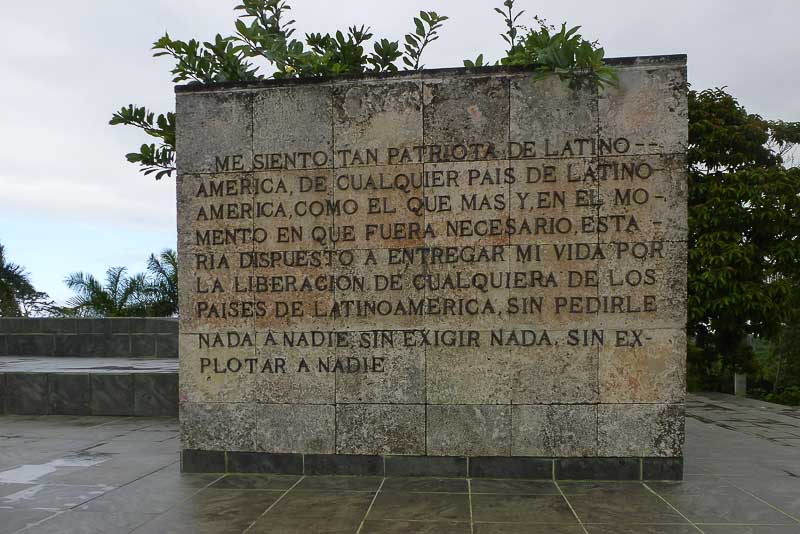 ME SIENTO TAN PATRIOTA DE LATINO--
AMERICA, DE CUALQUIER PAIS DE LATINO
AMERICA, COMO EL QUE MAS Y, EN EL MO-
MENTO EN QUE FUERA NECESARIO, ESTA-
RIA DISPUESTO A ENTREGAR MI VIDA POR
LA LIBERACION DE CUALQUIERA DE LOS
PAISES DE LATINOAMERICA, SIN PEDIRLE
NADA A NADIE, SIN EXIGIR NADA, SIN EX-
PLOTAR A NADIE